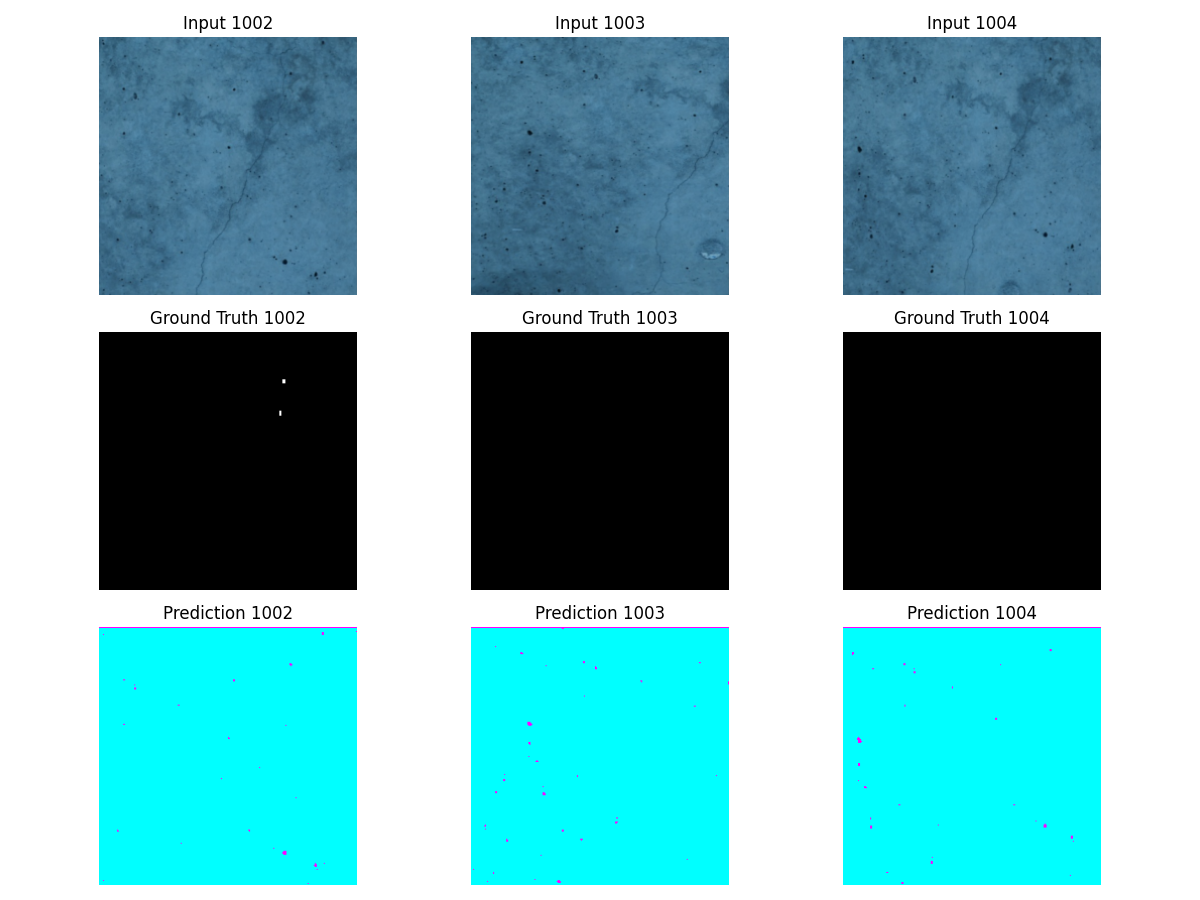 Input 1002
Input 1003
Input 1004
Ground Truth 1002
Ground Truth 1003
Ground Truth 1004
Prediction 1002
Prediction 1003
Prediction 1004